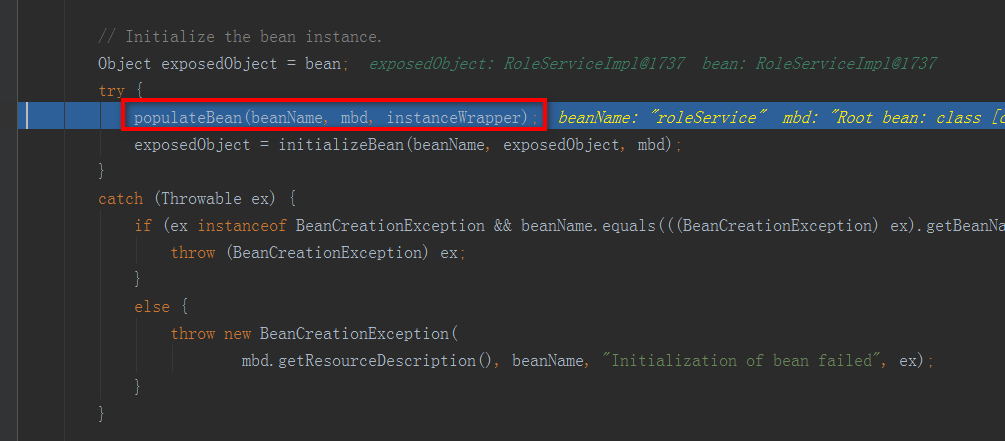 // Initialize the bean instance.
Object exposedObject = bean; exposedObject: RoleServiceImpl@1737 bean: RoleServiceImpl@1737
try {
populateBean(beanName, mbd, instanceWrapper); beanName: "roleService" mbd: "Root bean: class [
exposedObject = initializeBean(beanName, exposedObject, mbd);
}
catch (Throwable ex) {
if (ex instanceof BeanCreationException && beanName.equals(((BeanCreationException) ex).getBeanNa
throw (BeanCreationException) ex;
}
else {
throw new BeanCreationException(
mbd.getResourceDescription(), beanName, "Initialization of bean failed", ex);
}
}